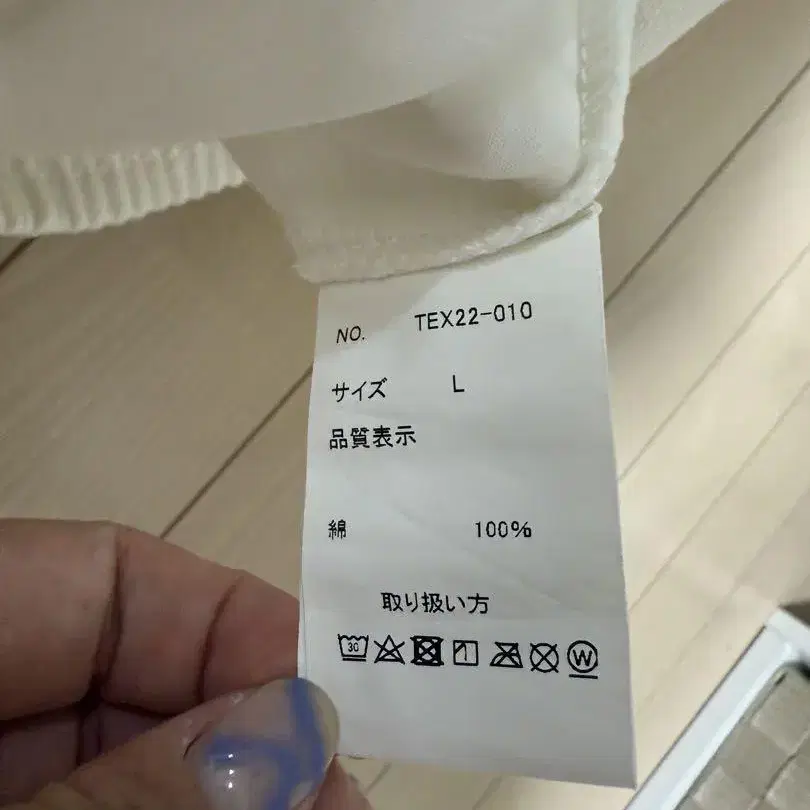 NO. TEX22-010
サイズ L
品質表示
綿 100%
取り扱い方
30 W